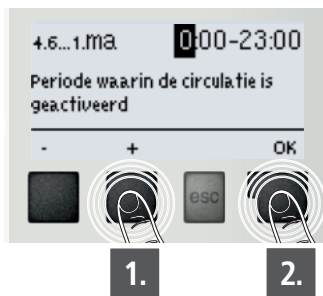 4.6...1.ma 0:00-23:00
Periode waarin de circulatie is
geactiveerd
- + OK
esc
1. 2.